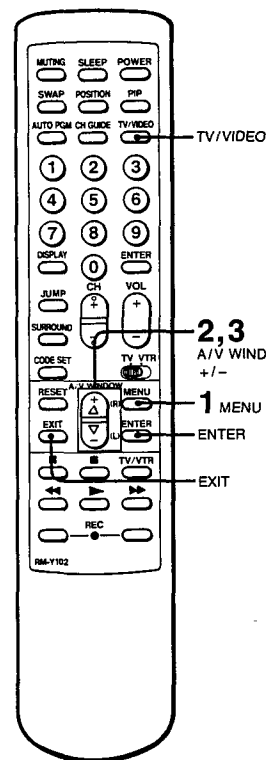 MUTING SLEEP POWER
SWAP POSITION PIP
AUTO PGM CH GUIDE TV/VIDEO
TV/VIDEO
1 2 3
4 5 6
7 8 9
DISPLAY 0 ENTER
CH VOL
+ +
JUMP
- -
SURROUND
2,3
A/V WIND
+/-
CODE SET TV VTR
A/V WINDOW
RESET + (R) MENU
1 MENU
EXIT - (L) ENTER
ENTER
TV/VTR
EXIT
REC
RM-Y102